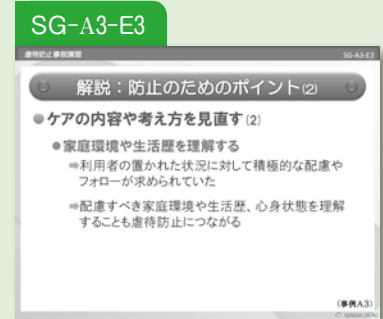 SG-A3-E3
虐待防止事例演習
SG-A3-E3
解説：防止のためのポイント(2)
●ケアの内容や考え方を見直す(2)
●家庭環境や生活歴を理解する
➡利用者の置かれた状況に対して積極的な配慮や
フォローが求められていた
➡配慮すべき家庭環境や生活歴、心身状態を理解
することも虐待防止につながる
(事例A3)